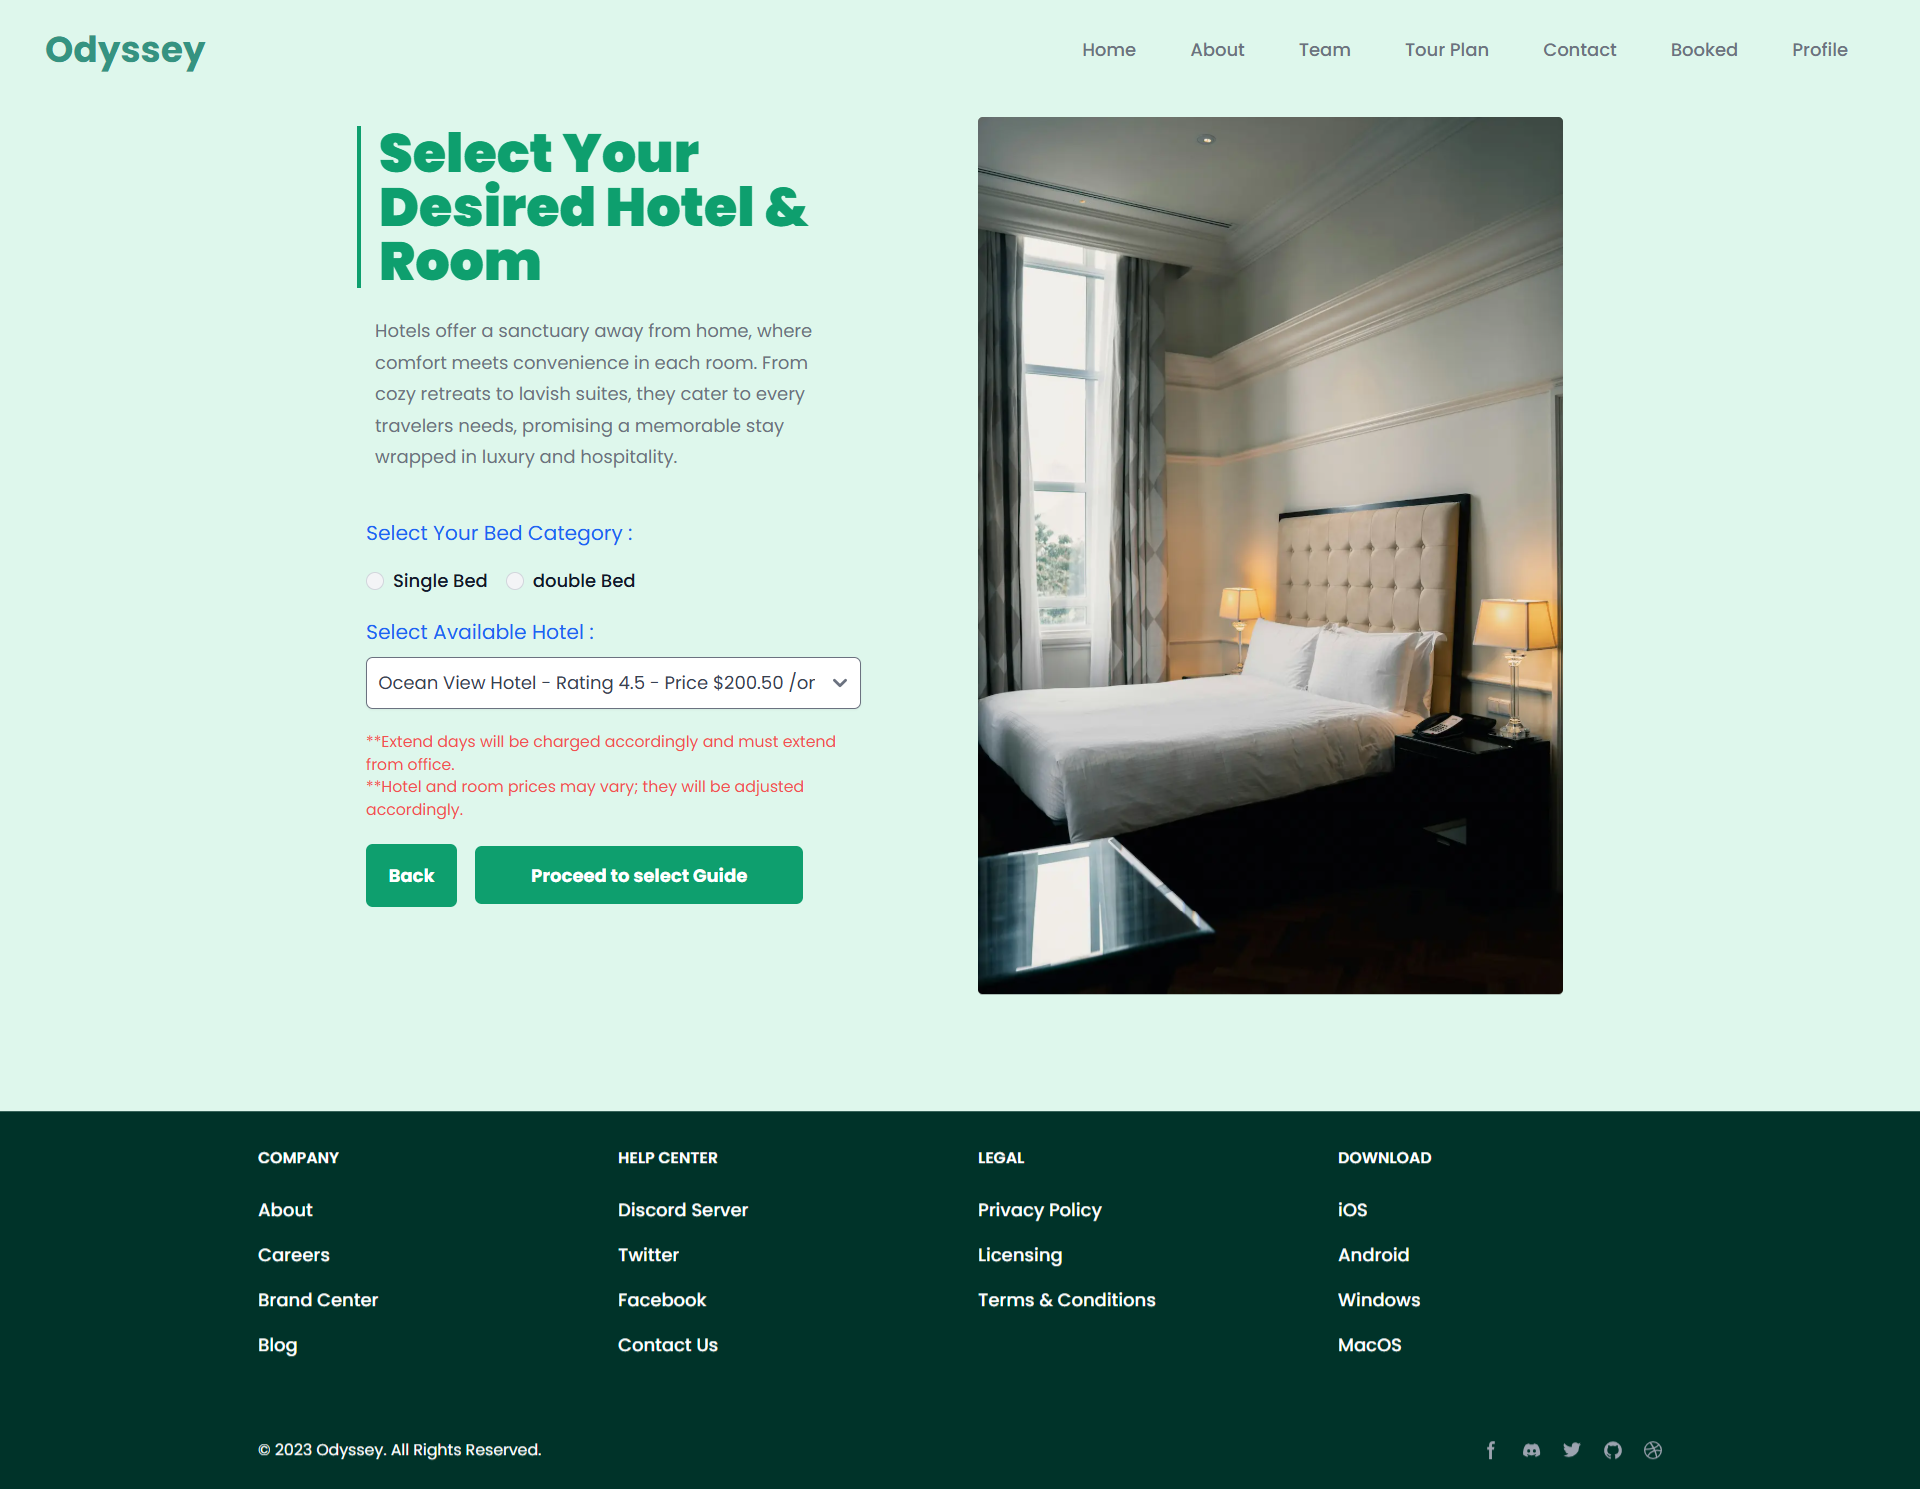 Odyssey
Home
About
Team
Tour Plan
Contact
Booked
Profile
Select Your
Desired Hotel &
Room
Hotels offer a sanctuary away from home, where
comfort meets convenience in each room. From
cozy retreats to lavish suites, they cater to every
travelers needs, promising a memorable stay
wrapped in luxury and hospitality.
Select Your Bed Category :
Single Bed
double Bed
Select Available Hotel :
Ocean View Hotel - Rating 4.5 - Price $200.50 /or
**Extend days will be charged accordingly and must extend
from office.
**Hotel and room prices may vary; they will be adjusted
accordingly.
Back
Proceed to select Guide
COMPANY
About
Careers
Brand Center
Blog
HELP CENTER
Discord Server
Twitter
Facebook
Contact Us
LEGAL
Privacy Policy
Licensing
Terms & Conditions
DOWNLOAD
iOS
Android
Windows
MacOS
© 2023 Odyssey. All Rights Reserved.